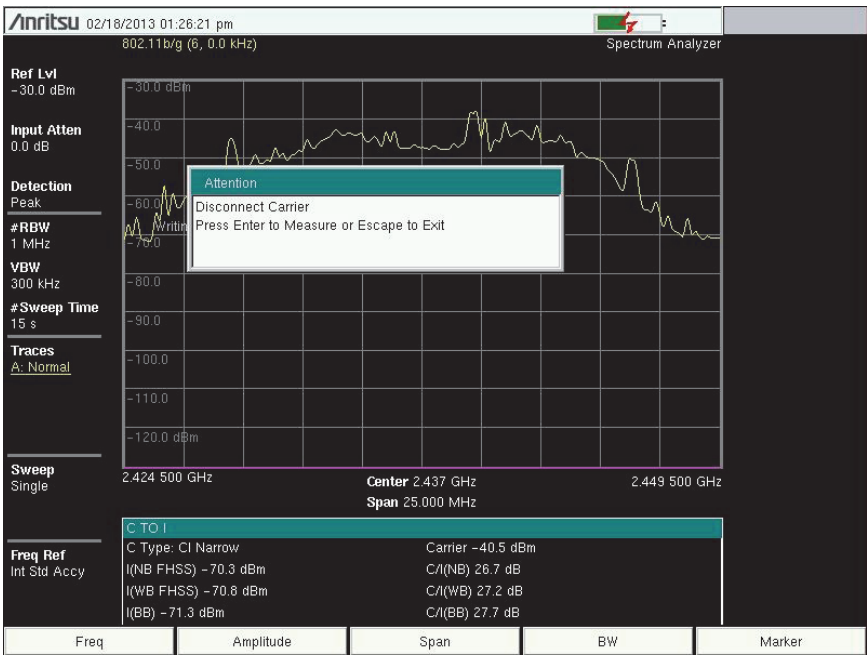 Anritsu 02/18/2013 01:26:21 pm
802.11b/g (6, 0.0 kHz)
Spectrum Analyzer
Ref Lvl
-30.0 dBm
Input Atten
0.0 dB
Detection
Peak
#RBW
1 MHz
VBW
300 kHz
#Sweep Time
15 s
Traces
A: Normal
Sweep
Single
Freq Ref
Int Std Accy
-30.0 dBm
-40.0
-50.0
-60.0
-70.0
-80.0
-90.0
-100.0
-110.0
-120.0 dBm
Attention
Disconnect Carrier
Press Enter to Measure or Escape to Exit
2.424 500 GHz
Center 2.437 GHz
2.449 500 GHz
Span 25.000 MHz
C TO I
C Type: CI Narrow
Carrier -40.5 dBm
I(NB FHSS) -70.3 dBm
C/I(NB) 26.7 dB
I(WB FHSS) -70.8 dBm
C/I(WB) 27.2 dB
I(BB) -71.3 dBm
C/I(BB) 27.7 dB
Freq
Amplitude
Span
BW
Marker